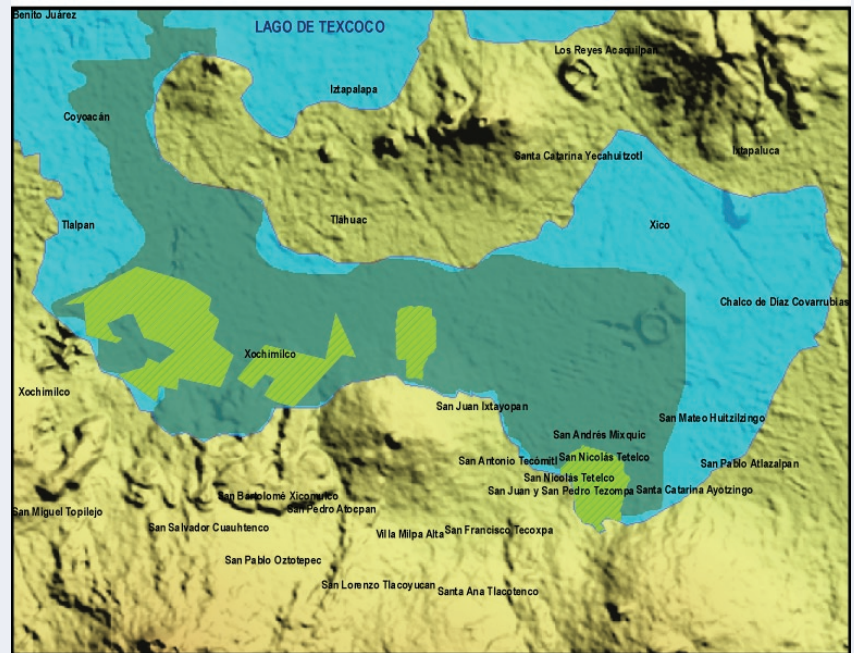 Benito Juárez
LAGO DE TEXCOCO
Los Reyes Acaquilpan
Iztapalapa
Coyoacán
Ixtapaluca
Santa Catarina Yecahuitzotl
Tláhuac
Tlalpan
Xico
Chalco de Díaz Covarrubias
Xochimilco
Xochimilco
San Juan Ixtayopan
San Mateo Huitzilzingo
San Andrés Mixquic
San Antonio Tecómitl
San Nicolás Tetelco
San Pablo Atlazalpan
San Nicolás Tetelco
San Juan y San Pedro Tezompa
Santa Catarina Ayotzingo
San Bartolomé Xicomulco
San Pedro Atocpan
San Miguel Topilejo
San Salvador Cuauhtenco
Villa Milpa Alta
San Francisco Tecoxpa
San Pablo Oztotepec
San Lorenzo Tlacoyucan
Santa Ana Tlacotenco